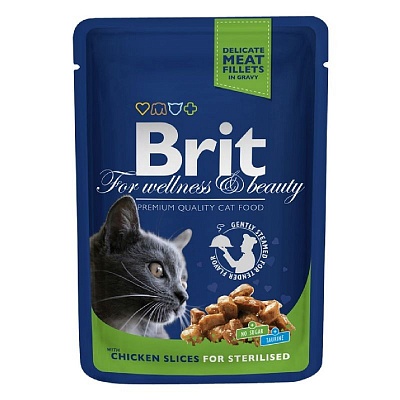 DELICATE
MEAT
FILLETS
IN GRAVY
Brit
For wellness & beauty
PREMIUM QUALITY CAT FOOD
GENTLY STEAMED FOR TENDER FLAVOR
NO SUGAR
+
TAURINE
WITH
CHICKEN SLICES FOR STERILISED